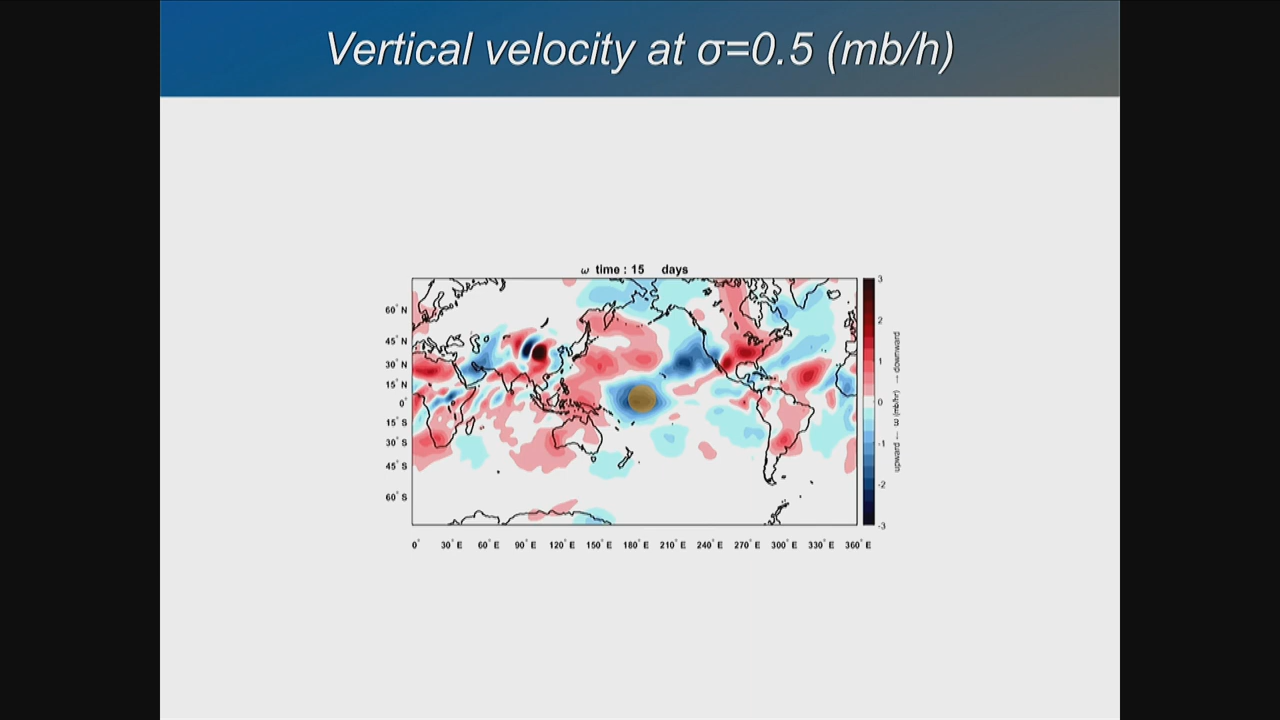 Vertical velocity at σ=0.5 (mb/h)
ω time : 15 days
60° N
45° N
30° N
15° N
0°
15° S
30° S
45° S
60° S
0° 30° E 60° E 90° E 120° E 150° E 180° E 210° E 240° E 270° E 300° E 330° E 360° E
3
2
1
0
-1
-2
-3
upward --- ω (mb/hr) --- downward